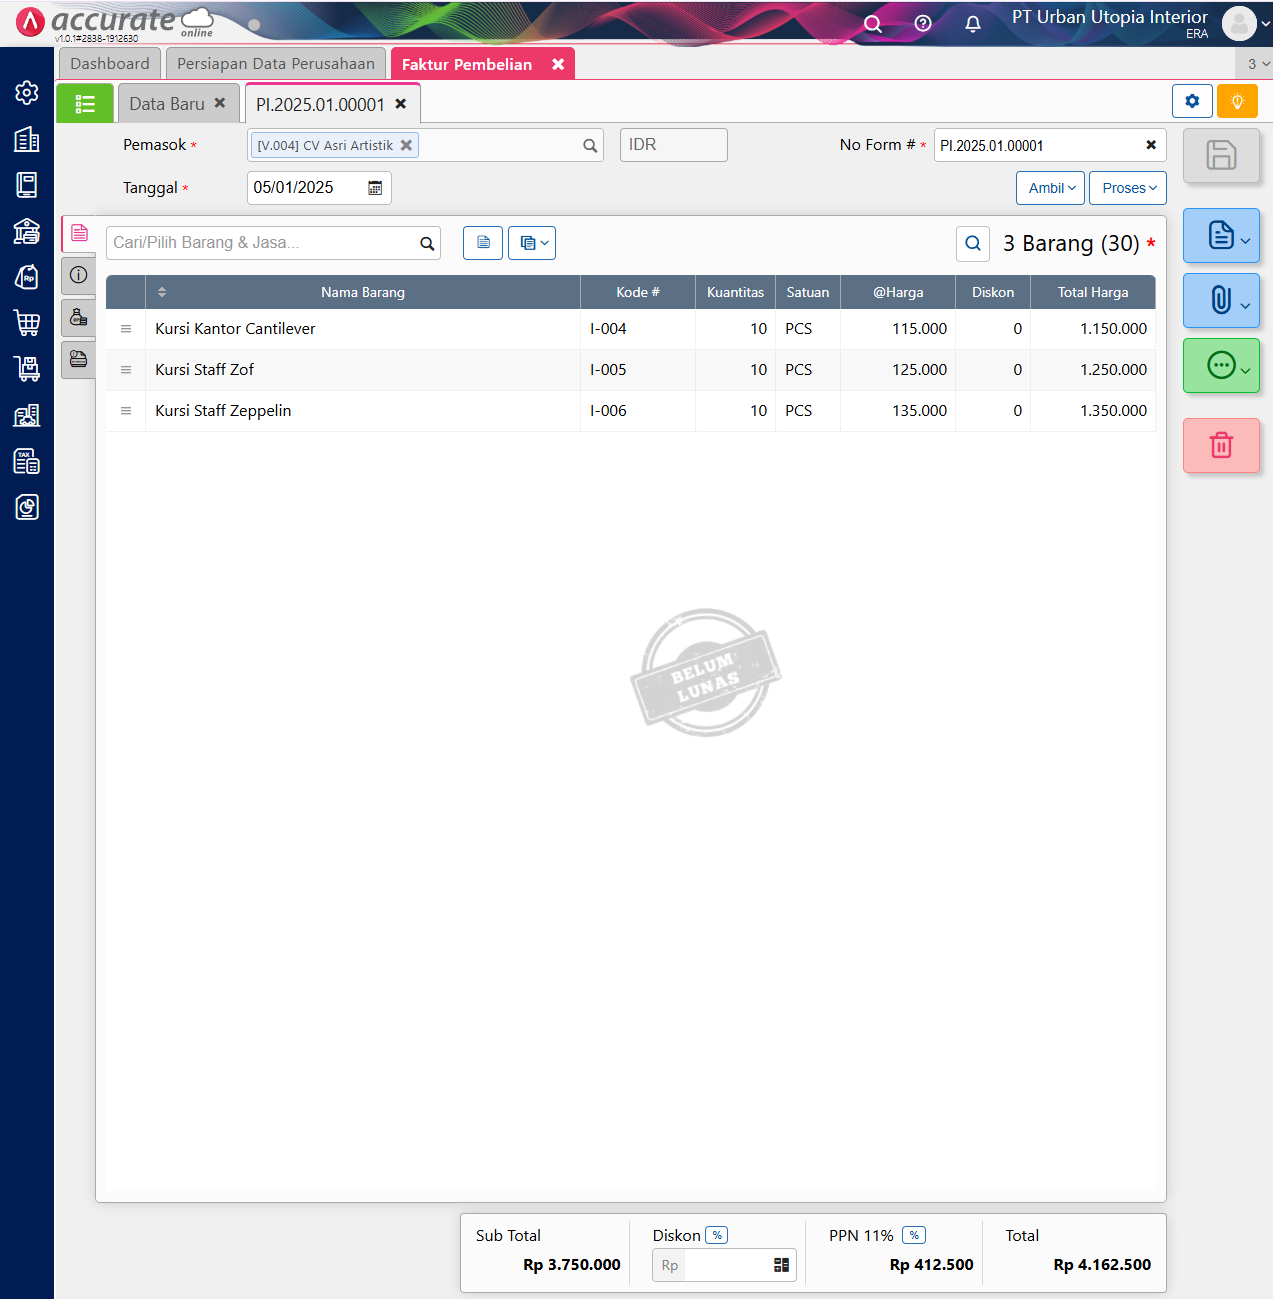 accurate
online
v1.0.1#2838-1912630
PT Urban Utopia Interior
ERA
Dashboard
Persiapan Data Perusahaan
Faktur Pembelian
3
Data Baru
PI.2025.01.00001
Pemasok *
[V.004] CV Asri Artistik
IDR
No Form # *
PI.2025.01.00001
Tanggal *
05/01/2025
Ambil
Proses
Cari/Pilih Barang & Jasa...
3 Barang (30) *
Nama Barang Kode # Kuantitas Satuan @Harga Diskon Total Harga
Kursi Kantor Cantilever I-004 10 PCS 115.000 0 1.150.000
Kursi Staff Zof I-005 10 PCS 125.000 0 1.250.000
Kursi Staff Zeppelin I-006 10 PCS 135.000 0 1.350.000
BELUM
LUNAS
Sub Total Diskon % PPN 11% % Total
Rp 3.750.000 Rp Rp 412.500 Rp 4.162.500